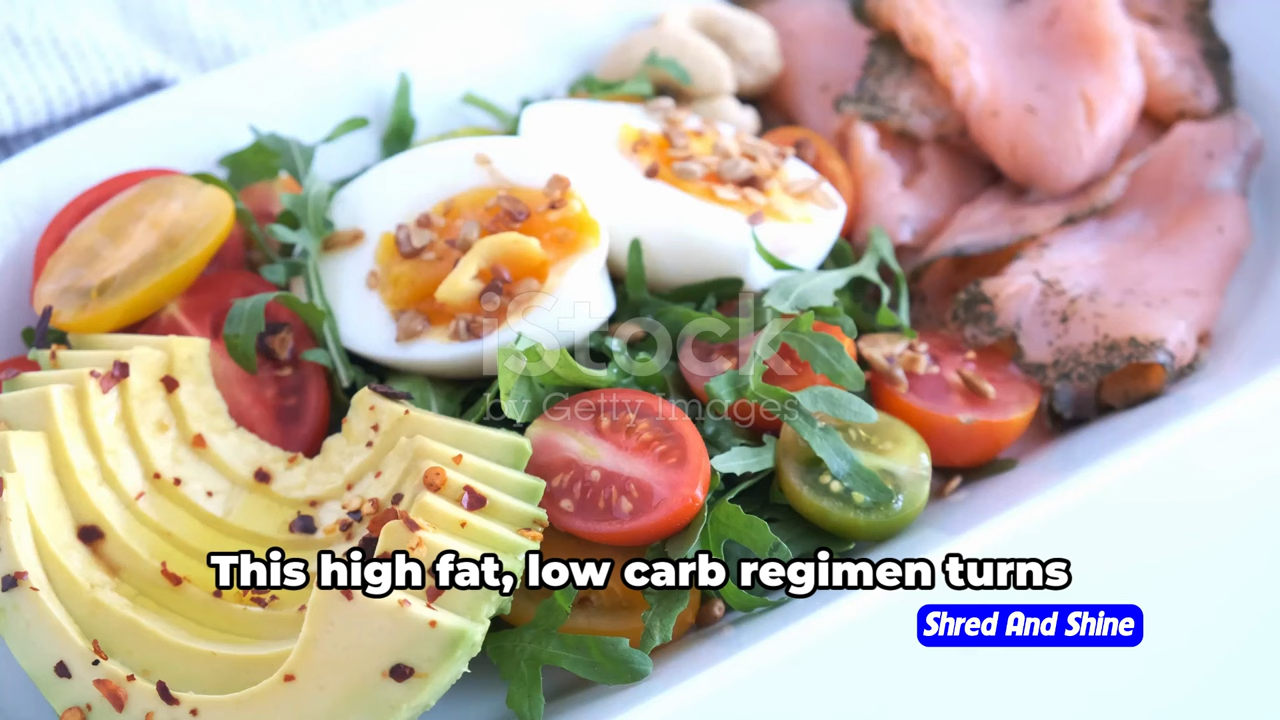 iStock
by Getty Images
This high fat, low carb regimen turns
Shred And Shine